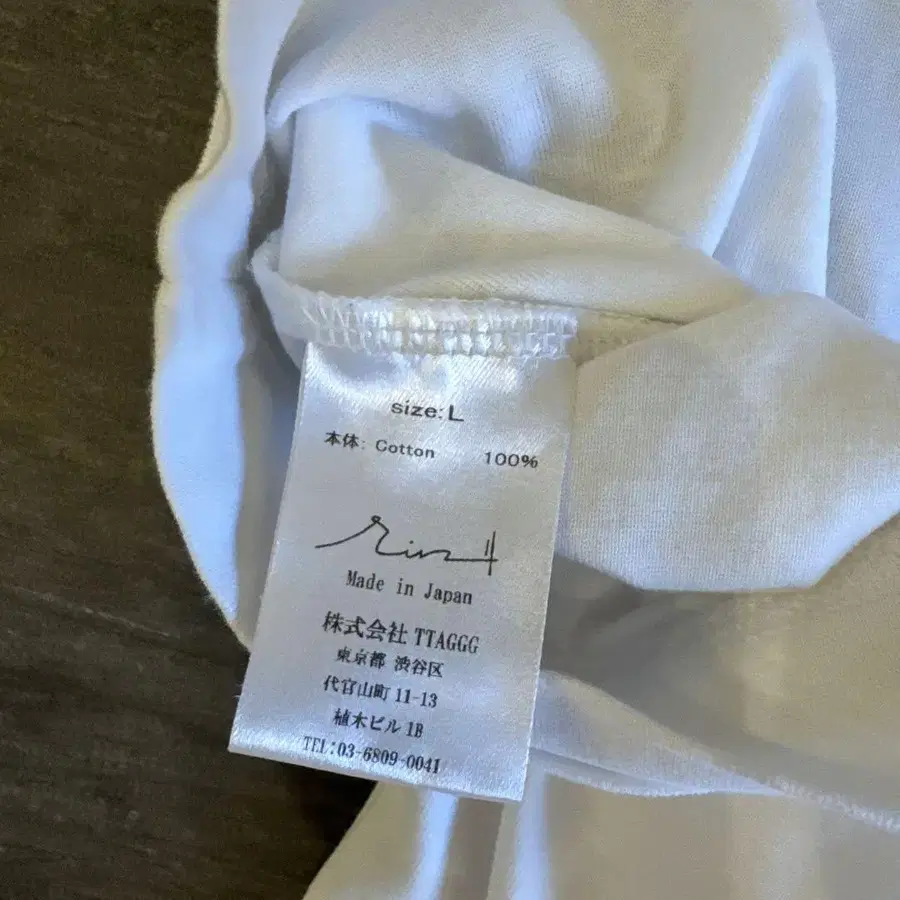 size:L
本体: Cotton 100%
Made in Japan
株式会社 TTAGGG
東京都 渋谷区
代官山町 11-13
植木ビル 1B
TEL:03-6809-0041